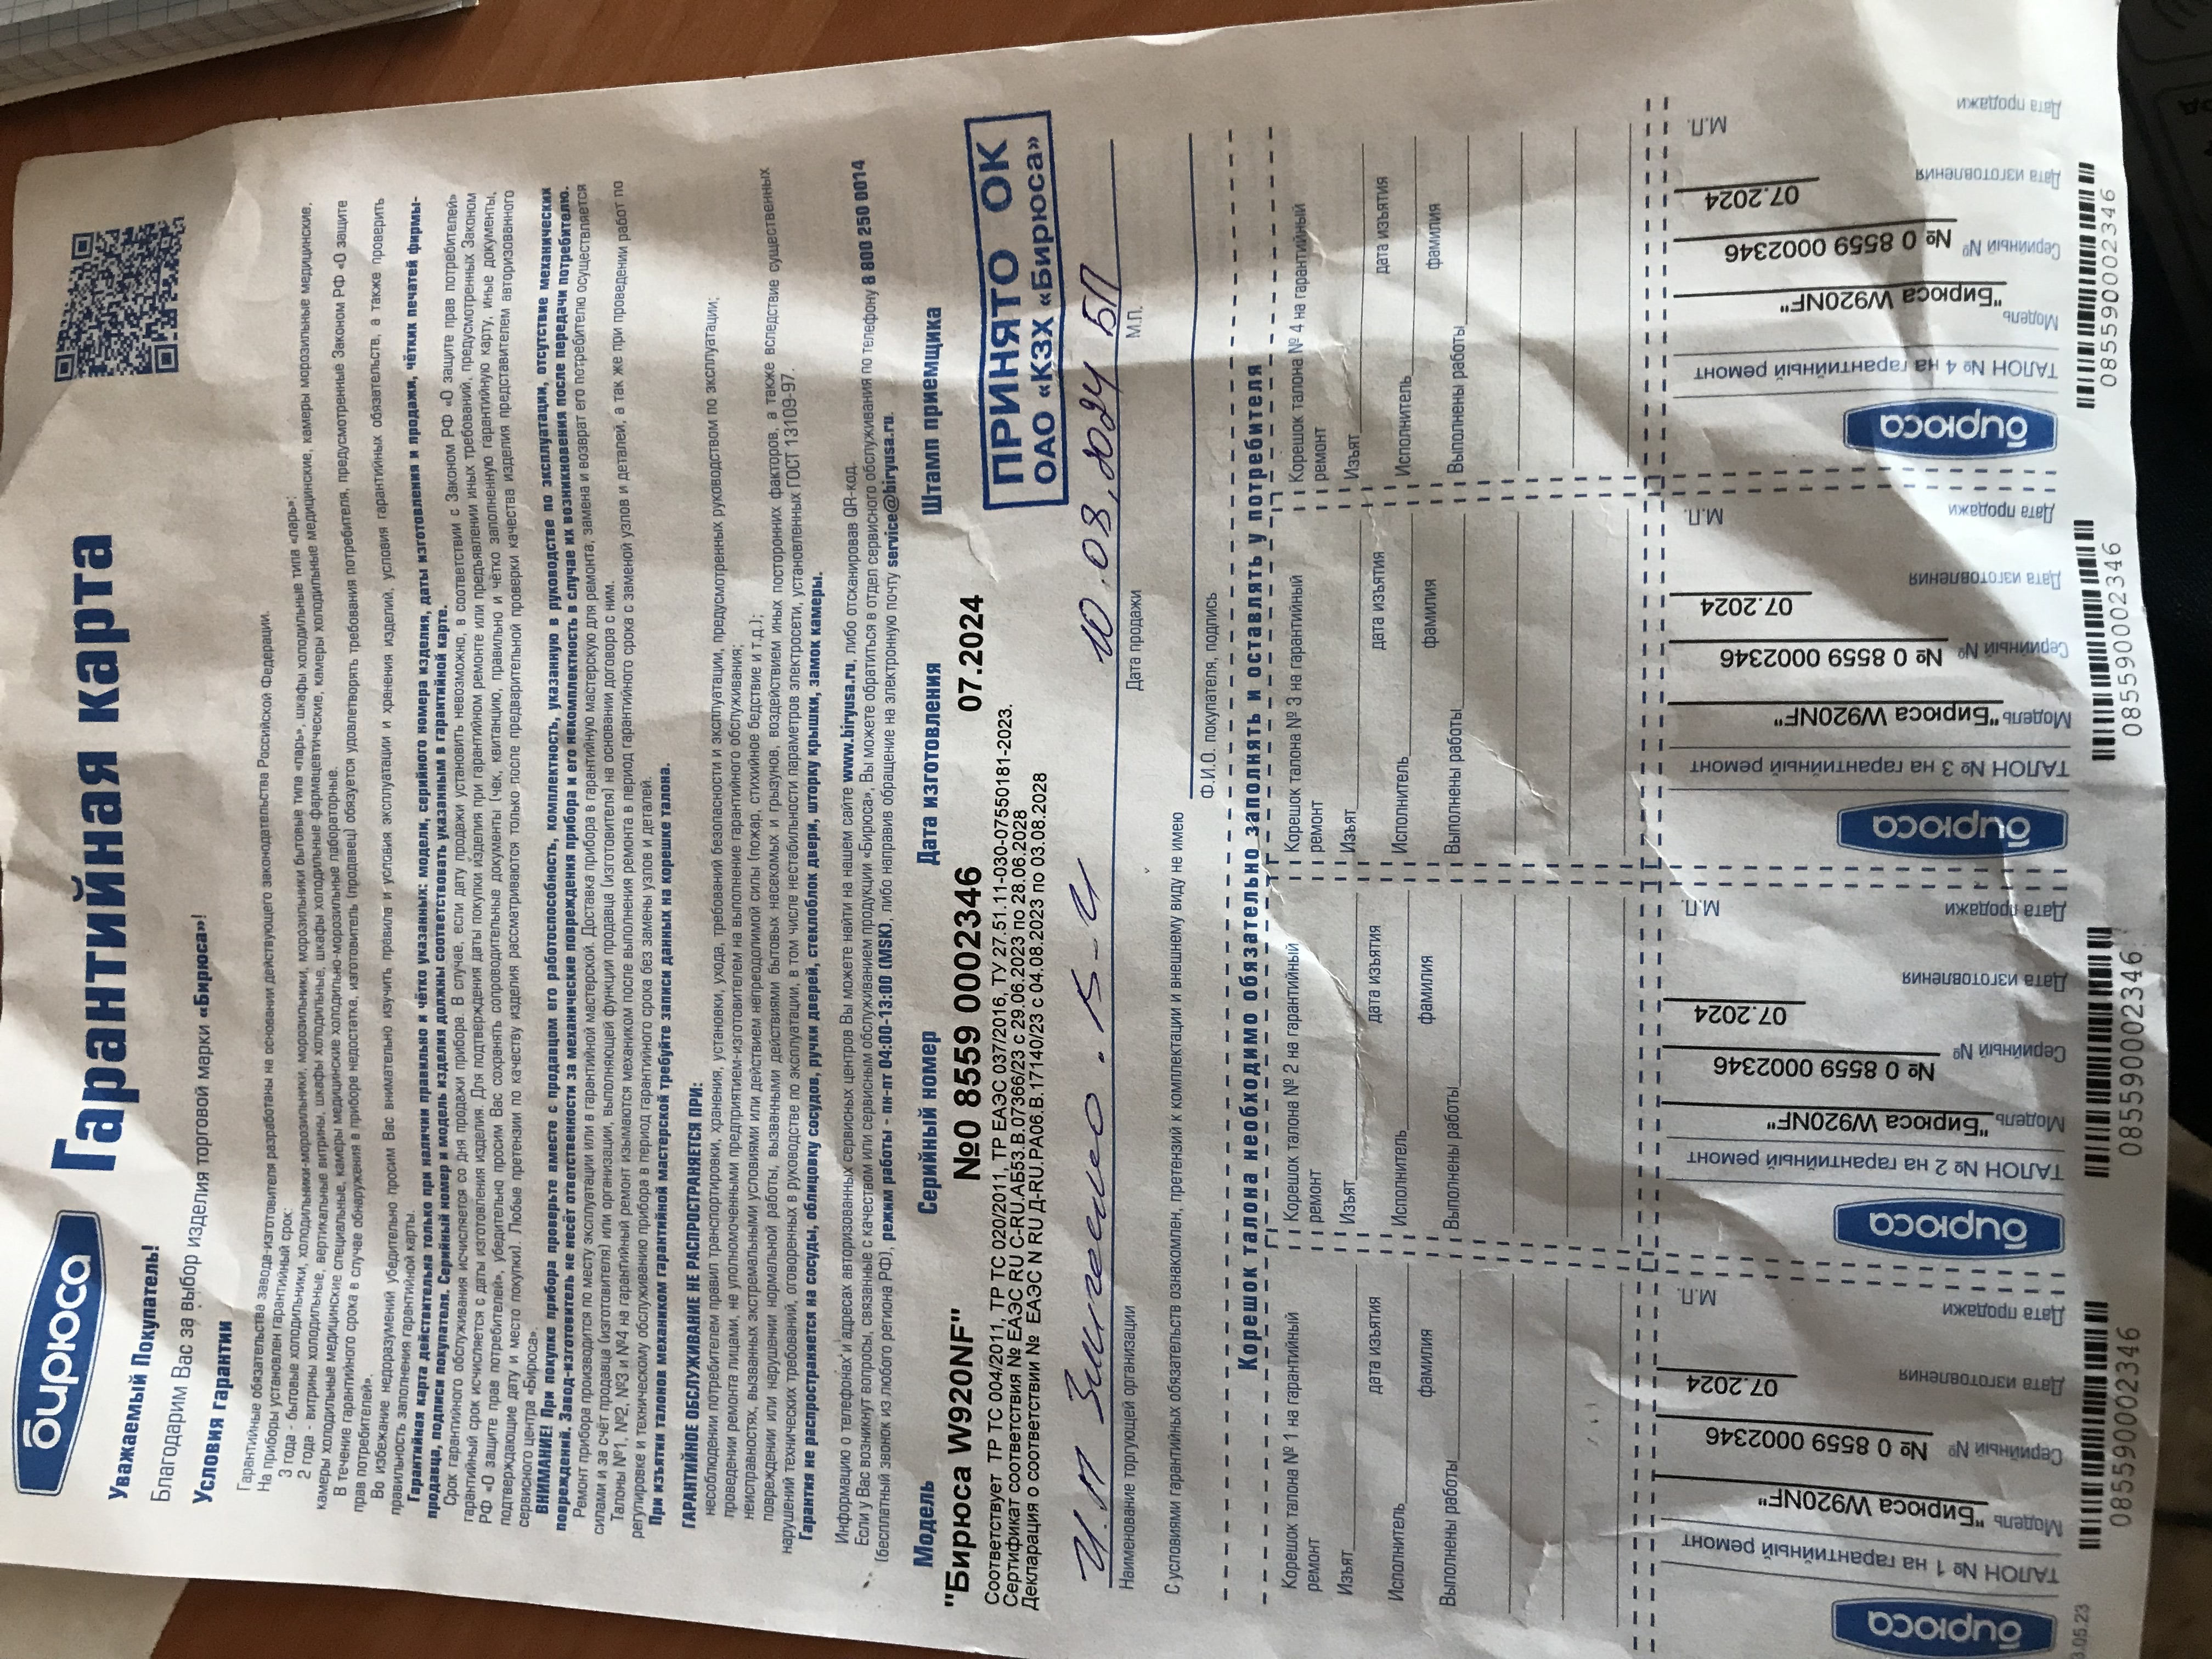 бирюса
Гарантийная карта
Уважаемый Покупатель!
Благодарим Вас за выбор изделия торговой марки «Бирюса»!
Условия гарантии
Гарантийные обязательства завода-изготовителя разработаны на основании действующего законодательства Российской Федерации.
На приборы установлен гарантийный срок:
3 года - бытовые холодильники, холодильники-морозильники, морозильники, морозильники бытовые типа «ларь», шкафы холодильные типа «ларь»;
2 года - витрины холодильные, вертикальные витрины, шкафы холодильные, шкафы холодильные фармацевтические, камеры холодильные медицинские, камеры морозильные медицинские,
камеры холодильные медицинские специальные, камеры медицинские холодильно-морозильные лабораторные.
В течение гарантийного срока в случае обнаружения в приборе недостатка, изготовитель (продавец) обязуется удовлетворять требования потребителя, предусмотренные Законом РФ «О защите
прав потребителей».
Во избежание недоразумений убедительно просим Вас внимательно изучить правила и условия эксплуатации и хранения изделий, условия гарантийных обязательств, а также проверить
правильность заполнения гарантийной карты.
Гарантийная карта действительна только при наличии правильно и чётко указанных: модели, серийного номера изделия, даты изготовления и продажи, чётких печатей фирмы-
продавца, подписи покупателя. Серийный номер и модель изделия должны соответствовать указанным в гарантийной карте.
Срок гарантийного обслуживания исчисляется со дня продажи прибора. В случае, если дату продажи установить невозможно, в соответствии с Законом РФ «О защите прав потребителей»
гарантийный срок исчисляется с даты изготовления изделия. Для подтверждения даты покупки изделия при гарантийном ремонте или предъявлении иных требований, предусмотренных Законом
РФ «О защите прав потребителей», убедительно просим Вас сохранять сопроводительные документы (чек, квитанцию, правильно и чётко заполненную гарантийную карту, иные документы,
подтверждающие дату и место покупки). Любые претензии по качеству изделия рассматриваются только после предварительной проверки качества изделия представителем авторизованного
сервисного центра «Бирюса».
ВНИМАНИЕ! При покупке прибора проверьте вместе с продавцом его работоспособность, комплектность, указанную в руководстве по эксплуатации, отсутствие механических
повреждений. Завод-изготовитель не несёт ответственности за механические повреждения прибора и его некомплектность в случае их возникновения после передачи потребителю.
Ремонт прибора производится по месту эксплуатации или в гарантийной мастерской. Доставка прибора в гарантийную мастерскую для ремонта, замена и возврат его потребителю осуществляется
силами и за счёт продавца (изготовителя) или организации, выполняющей функции продавца (изготовителя) на основании договора с ним.
Талоны №1, №2, №3 и №4 на гарантийный ремонт изымаются механиком после выполнения ремонта в период гарантийного срока с заменой узлов и деталей, а так же при проведении работ по
регулировке и техническому обслуживанию прибора в период гарантийного срока без замены узлов и деталей.
При изъятии талонов механиком гарантийной мастерской требуйте записи данных на корешке талона.
ГАРАНТИЙНОЕ ОБСЛУЖИВАНИЕ НЕ РАСПРОСТРАНЯЕТСЯ ПРИ:
несоблюдении потребителем правил транспортировки, хранения, установки, ухода, требований безопасности и эксплуатации, предусмотренных руководством по эксплуатации;
проведении ремонта лицами, не уполномоченными предприятием-изготовителем на выполнение гарантийного обслуживания;
неисправностях, вызванных экстремальными условиями или действием непреодолимой силы (пожар, стихийное бедствие и т.д.);
повреждении или нарушении нормальной работы, вызванными действиями бытовых насекомых и грызунов, воздействием иных посторонних факторов, а также вследствие существенных
нарушений технических требований, оговоренных в руководстве по эксплуатации, в том числе нестабильности параметров электросети, установленных ГОСТ 13109-97.
Гарантия не распространяется на сосуды, облицовку сосудов, ручки дверей, стеклоблок двери, шторку крышки, замок камеры.
Информацию о телефонах и адресах авторизованных сервисных центров Вы можете найти на нашем сайте www.biryusa.ru, либо отсканировав QR-код.
Если у Вас возникнут вопросы, связанные с качеством или сервисным обслуживанием продукции «Бирюса», Вы можете обратиться в отдел сервисного обслуживания по телефону 8 800 250 0014
(бесплатный звонок из любого региона РФ), режим работы - пн-пт 04:00-13:00 (MSK), либо направив обращение на электронную почту service@biryusa.ru.
Модель Серийный номер Дата изготовления Штамп приемщика
"Бирюса W920NF" №0 8559 0002346 07.2024
ПРИНЯТО ОК
ОАО «КЗХ «Бирюса»
Соответствует ТР ТС 004/2011, ТР ТС 020/2011, ТР ЕАЭС 037/2016, ТУ 27.51.11-030-07550181-2023.
Сертификат соответствия № ЕАЭС RU С-RU.АБ53.В.07366/23 с 29.06.2023 по 28.06.2028
Декларация о соответствии № ЕАЭС N RU Д-RU.РА06.В.17140/23 с 04.08.2023 по 03.08.2028
И.П 10.08.2024 БП
Наименование торгующей организации Дата продажи М.П.
С условиями гарантийных обязательств ознакомлен, претензий к комплектации и внешнему виду не имею
Ф.И.О. покупателя, подпись
Корешок талона необходимо обязательно заполнять и оставлять у потребителя
Корешок талона № 1 на гарантийный
ремонт
Изъят
дата изъятия
Исполнитель
фамилия
Выполнены работы
Корешок талона № 2 на гарантийный
ремонт
Изъят
дата изъятия
Исполнитель
фамилия
Выполнены работы
Корешок талона № 3 на гарантийный
ремонт
Изъят
дата изъятия
Исполнитель
фамилия
Выполнены работы
Корешок талона № 4 на гарантийный
ремонт
Изъят
дата изъятия
Исполнитель
фамилия
Выполнены работы
бирюса
ТАЛОН № 1 на гарантийный ремонт
Модель "Бирюса W920NF"
Серийный № № 0 8559 0002346
07.2024
Дата изготовления
Дата продажи
М.П.
0855900002346
бирюса
ТАЛОН № 2 на гарантийный ремонт
Модель "Бирюса W920NF"
Серийный № № 0 8559 0002346
07.2024
Дата изготовления
Дата продажи
М.П.
0855900002346
бирюса
ТАЛОН № 3 на гарантийный ремонт
Модель "Бирюса W920NF"
Серийный № № 0 8559 0002346
07.2024
Дата изготовления
Дата продажи
М.П.
0855900002346
бирюса
ТАЛОН № 4 на гарантийный ремонт
Модель "Бирюса W920NF"
Серийный № № 0 8559 0002346
07.2024
Дата изготовления
Дата продажи
М.П.
0855900002346